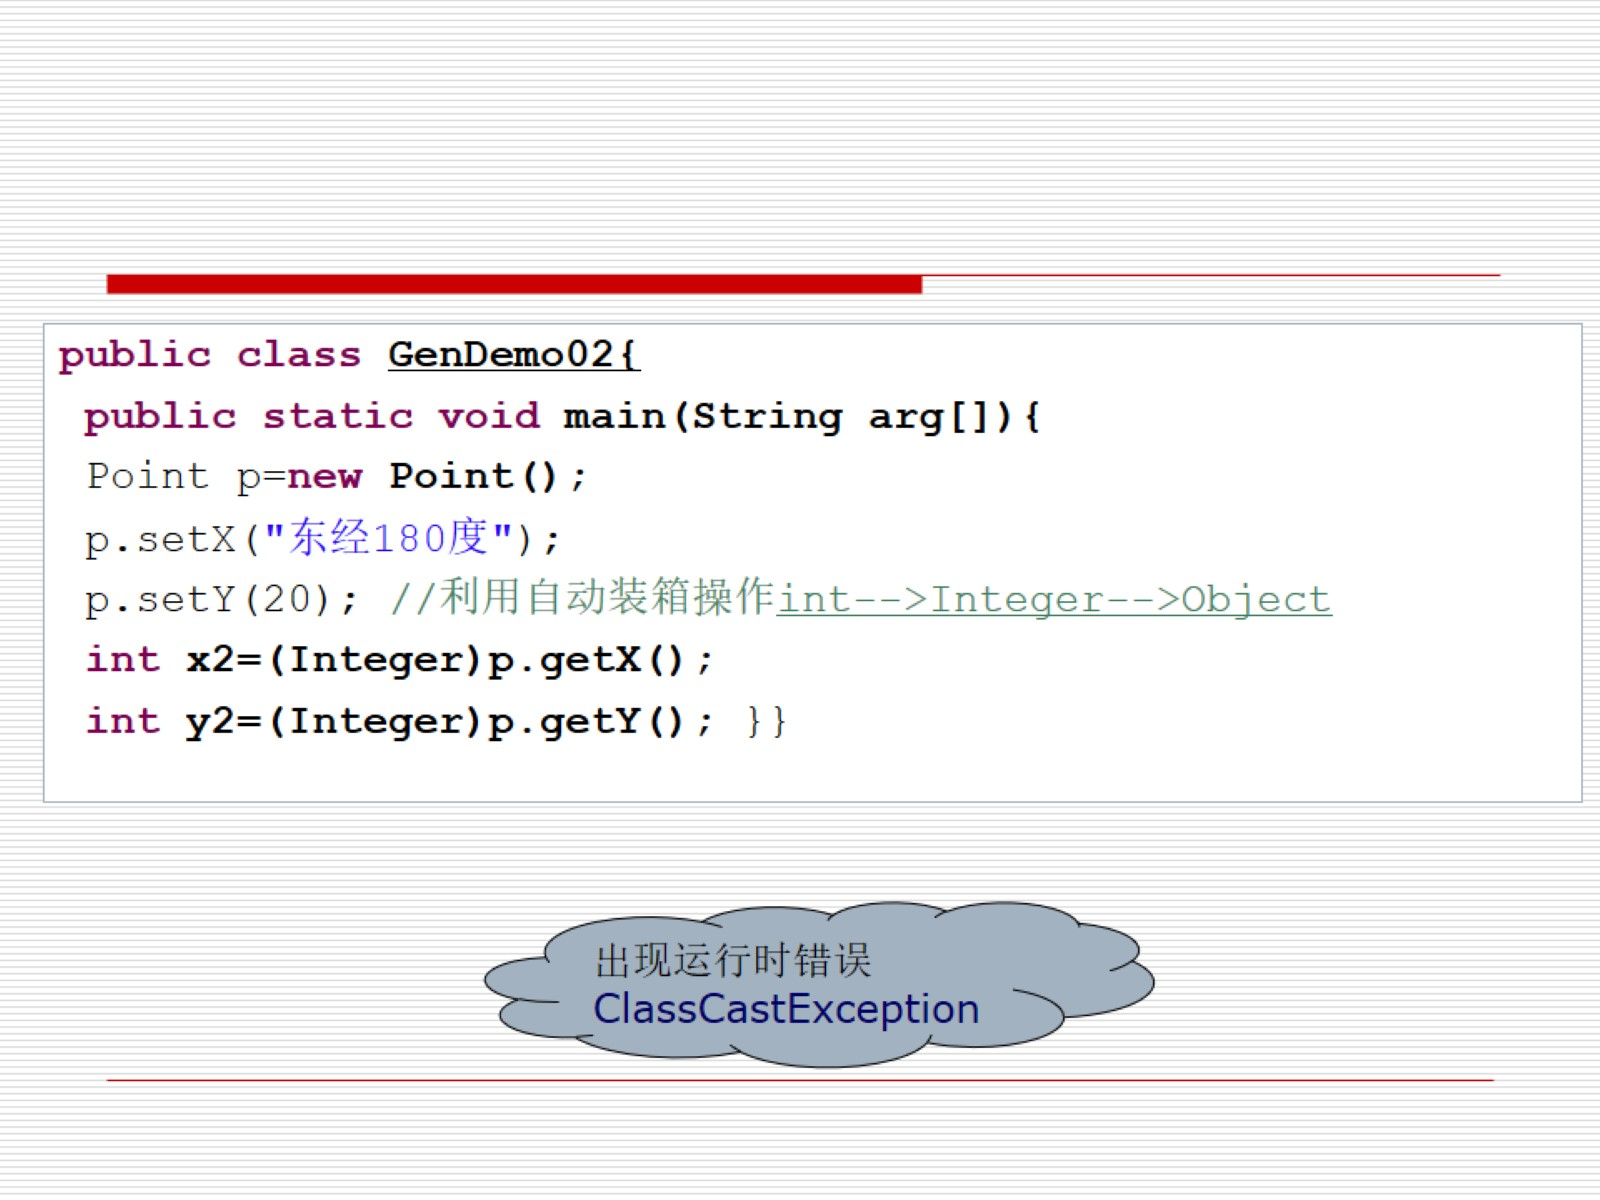 public class GenDemo02{
public static void main(String arg[]){
Point p=new Point();
p.setX("东经180度");
p.setY(20); //利用自动装箱操作int-->Integer-->Object
int x2=(Integer)p.getX();
int y2=(Integer)p.getY(); }}
出现运行时错误
ClassCastException